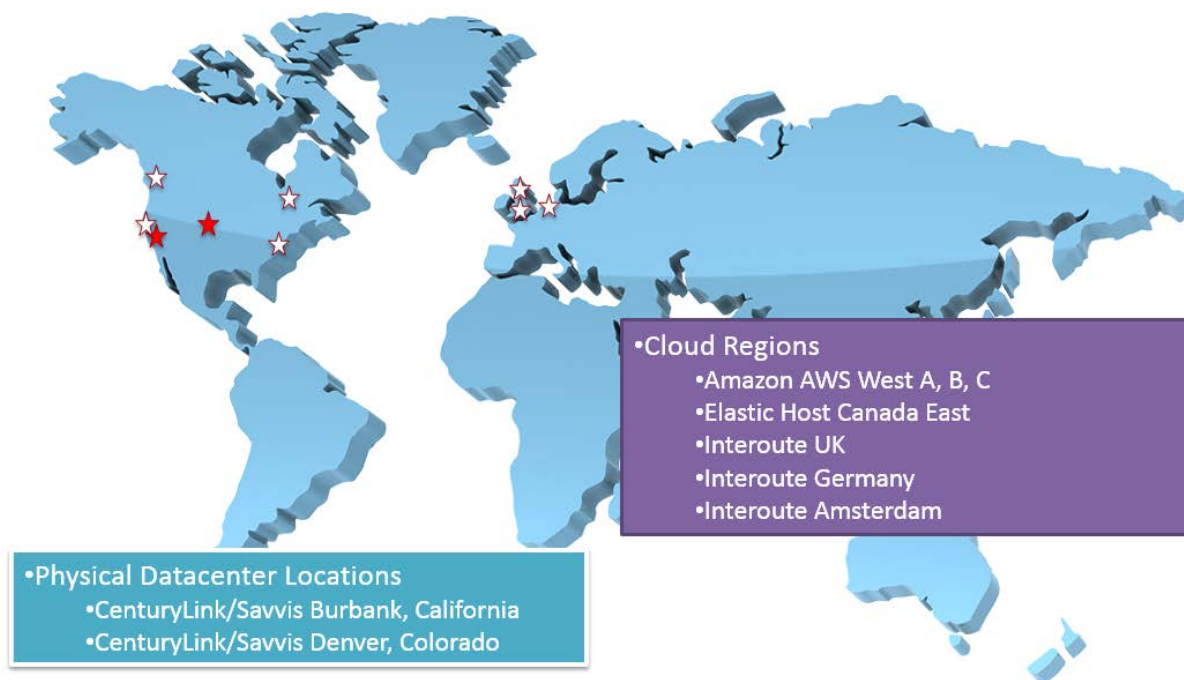 •Cloud Regions
•Amazon AWS West A, B, C
•Elastic Host Canada East
•Interoute UK
•Interoute Germany
•Interoute Amsterdam
•Physical Datacenter Locations
•CenturyLink/Savvis Burbank, California
•CenturyLink/Savvis Denver, Colorado